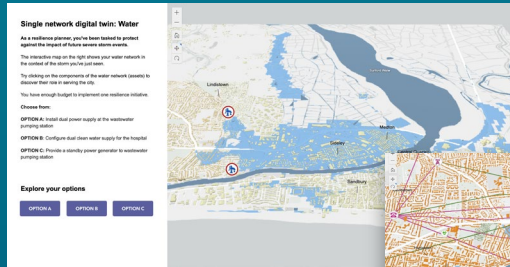 Single network digital twin: Water
As a resilience planner, you've been tasked to protect
against the impact of future severe storm events.
The interactive map on the right shows your water network in
the context of the storm you've just seen.
Try clicking on the components of the water network (assets) to
discover their role in serving the city.
You have enough budget to implement one resilience initiative.
Choose from:
OPTION A: Install dual power supply at the wastewater
pumping station
OPTION B: Configure dual clean water supply for the hospital
OPTION C: Provide a standby power generator to wastewater
pumping station
Explore your options
OPTION A
OPTION B
OPTION C
Lindistown
Medton
Sisley
Sandbury